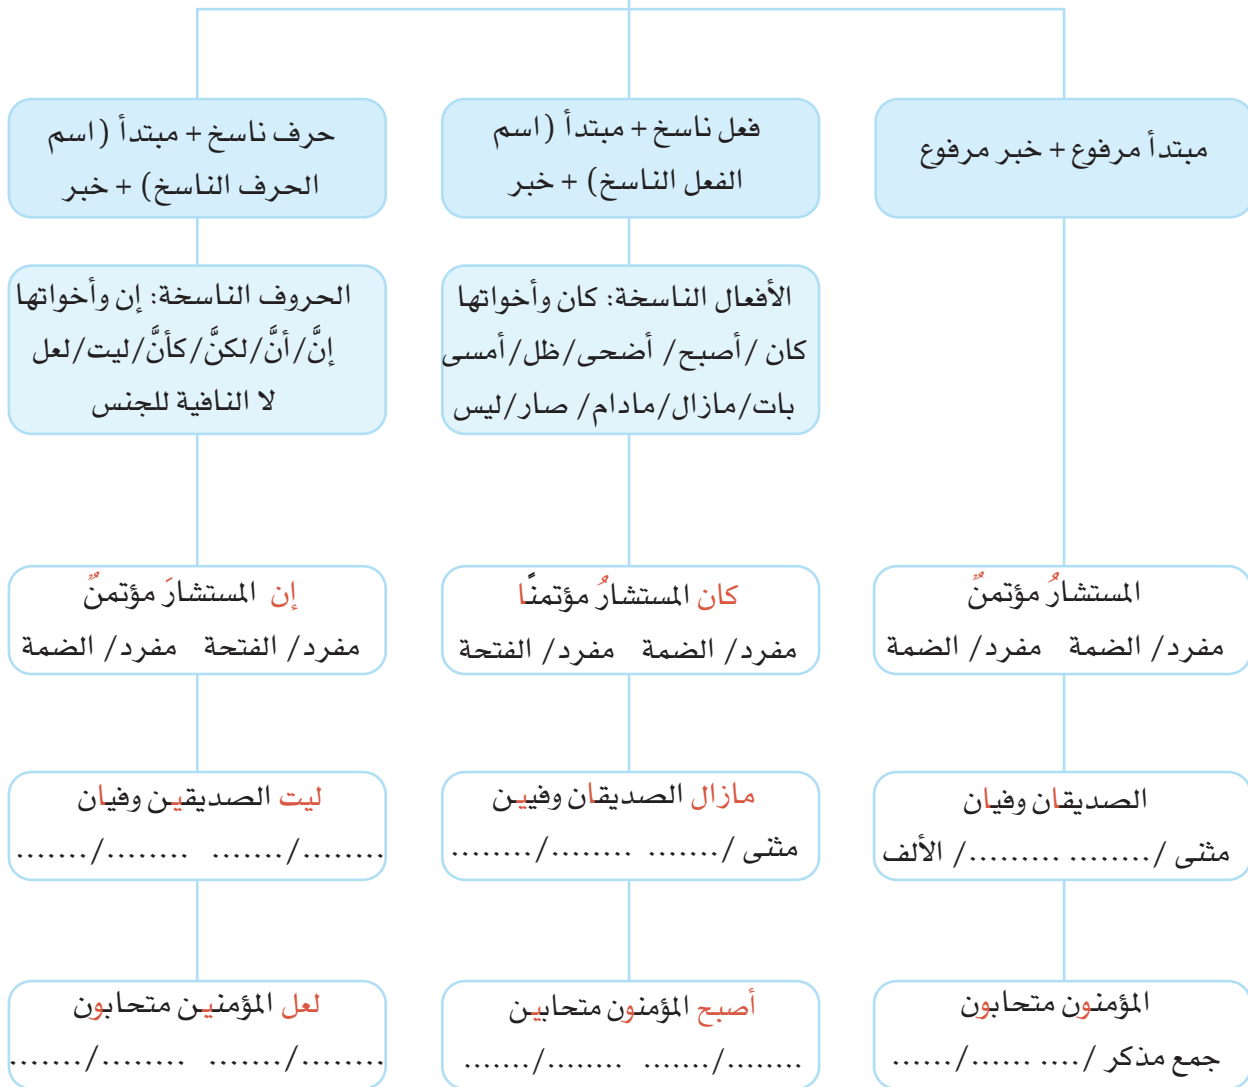 مبتدأ مرفوع + خبر مرفوع
فعل ناسخ + مبتدأ (اسم
الفعل الناسخ) + خبر
حرف ناسخ + مبتدأ (اسم
الحرف الناسخ) + خبر
الأفعال الناسخة: كان وأخواتها
كان /أصبح/ أضحى/ظل/أمسى
بات/مازال/مادام/ صار/ليس
الحروف الناسخة: إن وأخواتها
إنَّ/أنَّ/لكنَّ/كأنَّ/ليت/لعل
لا النافية للجنس
المستشارُ مؤتمنٌ
مفرد/ الضمة مفرد/ الضمة
كان المستشارُ مؤتمنًا
مفرد/ الضمة مفرد/ الفتحة
إن المستشارَ مؤتمنٌ
مفرد/ الفتحة مفرد/ الضمة
الصديقان وفيان
مثنى /........ ........./ الألف
مازال الصديقان وفيين
مثنى /....... ......../........
ليت الصديقين وفيان
......../....... ......../.......
المؤمنون متحابون
جمع مذكر /.... ....../......
أصبح المؤمنون متحابين
......../....... ......../.......
لعل المؤمنين متحابون
......../....... ......../.......